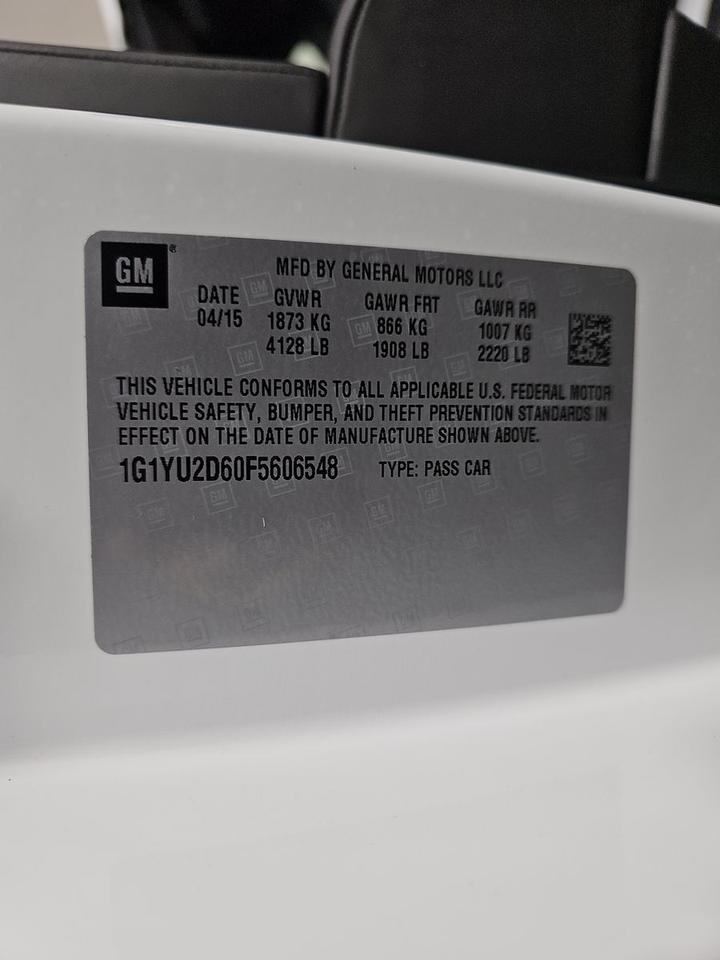 GM
MFD BY GENERAL MOTORS LLC
DATE GVWR GAWR FRT GAWR RR
04/15 1873 KG 866 KG 1007 KG
4128 LB 1908 LB 2220 LB
THIS VEHICLE CONFORMS TO ALL APPLICABLE U.S. FEDERAL MOTOR
VEHICLE SAFETY, BUMPER, AND THEFT PREVENTION STANDARDS IN
EFFECT ON THE DATE OF MANUFACTURE SHOWN ABOVE.
1G1YU2D60F5606548 TYPE: PASS CAR